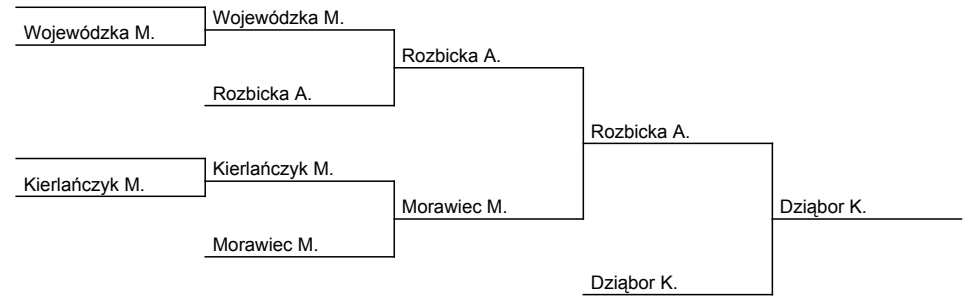 Wojewódzka M.
Wojewódzka M.
Rozbicka A.
Rozbicka A.
Rozbicka A.
Kierlańczyk M.
Kierlańczyk M.
Morawiec M.
Dziąbor K.
Morawiec M.
Dziąbor K.